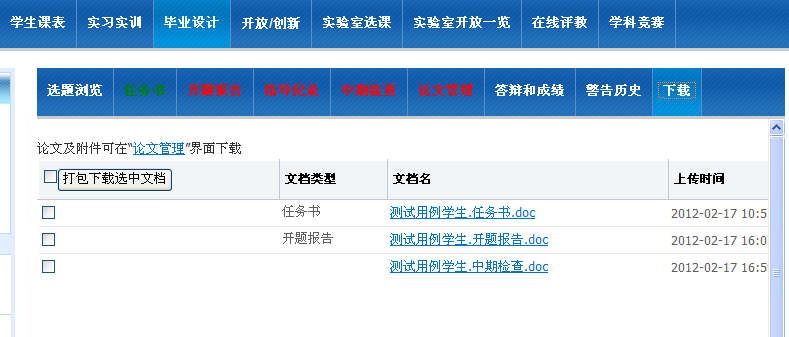 学生课表 实习实训 毕业设计 开放/创新 实验室选课 实验室开放一览 在线评教 学科竞赛
选题浏览 任务书 开题报告 指导纪录 中期检查 论文管理 答辩和成绩 警告历史 下载
论文及附件可在“论文管理”界面下载
打包下载选中文档 文档类型 文档名 上传时间
任务书 测试用例学生.任务书.doc 2012-02-17 10:5
开题报告 测试用例学生.开题报告.doc 2012-02-17 16:0
测试用例学生.中期检查.doc 2012-02-17 16:5